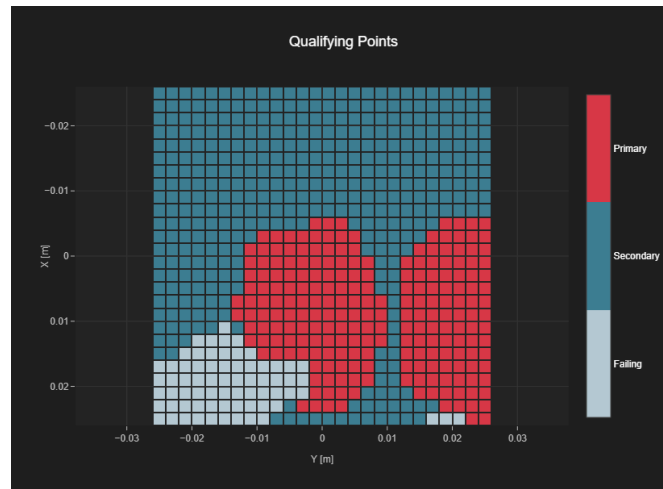 Qualifying Points
−0.02
−0.01
0
0.01
0.02
X [m]
−0.03
−0.02
−0.01
0
0.01
0.02
0.03
Y [m]
Primary
Secondary
Failing